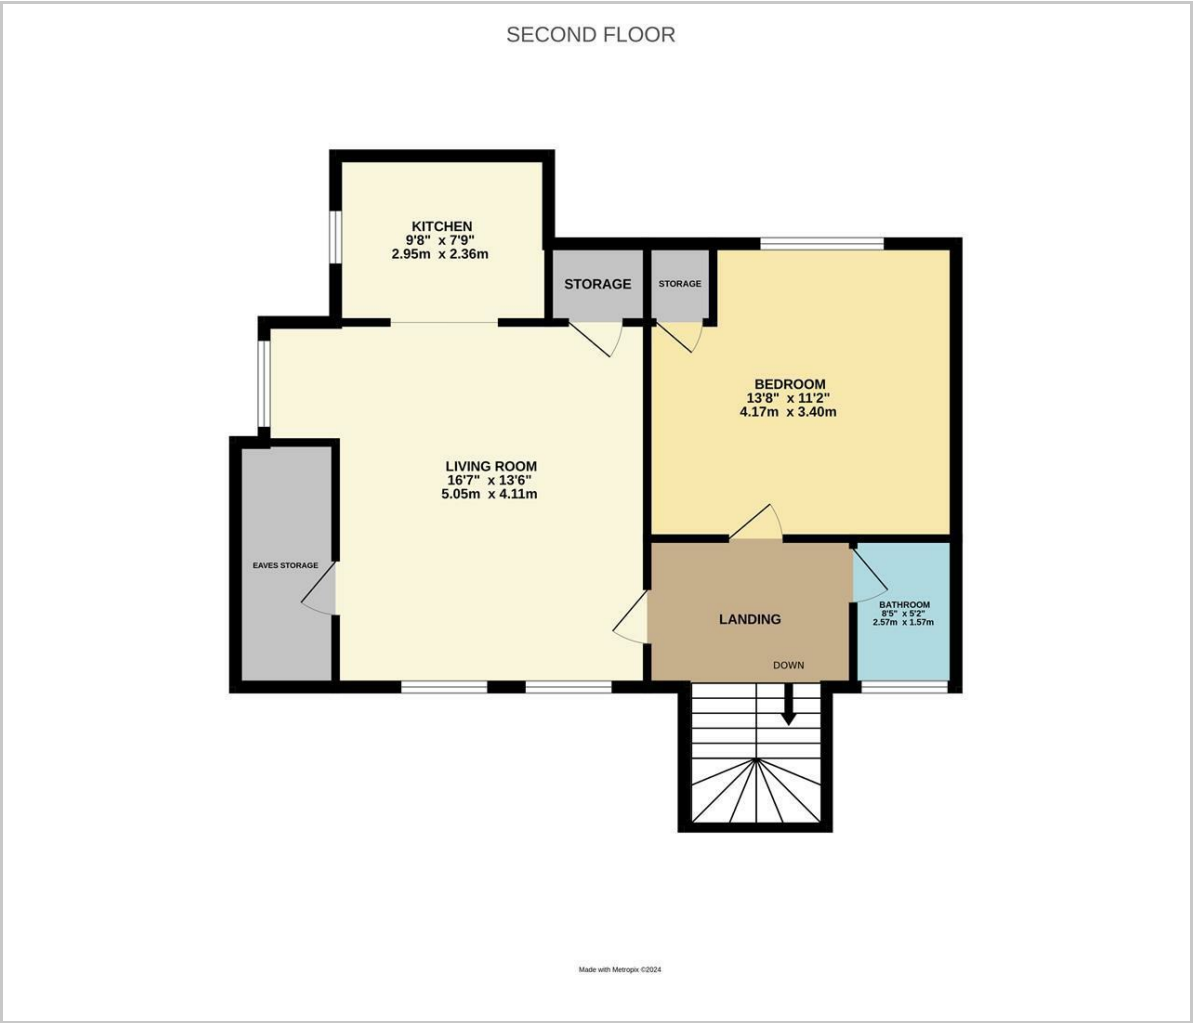 SECOND FLOOR
KITCHEN
9'8" x 7'9"
2.95m x 2.36m
STORAGE
STORAGE
BEDROOM
13'8" x 11'2"
4.17m x 3.40m
LIVING ROOM
16'7" x 13'6"
5.05m x 4.11m
EAVES STORAGE
LANDING
BATHROOM
8'5" x 5'2"
2.57m x 1.57m
DOWN
Made with Metropix ©2024